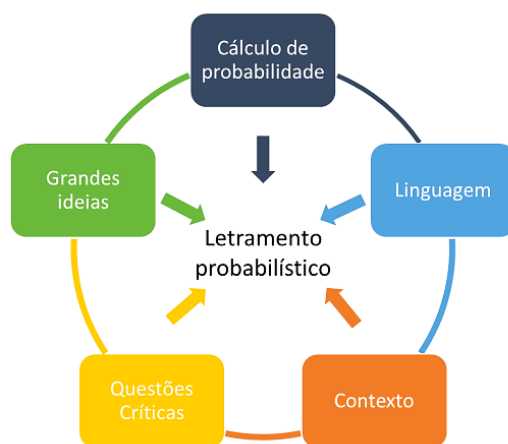 Cálculo de
probabilidade
Grandes
ideias
Linguagem
Letramento
probabilístico
Questões
Críticas
Contexto